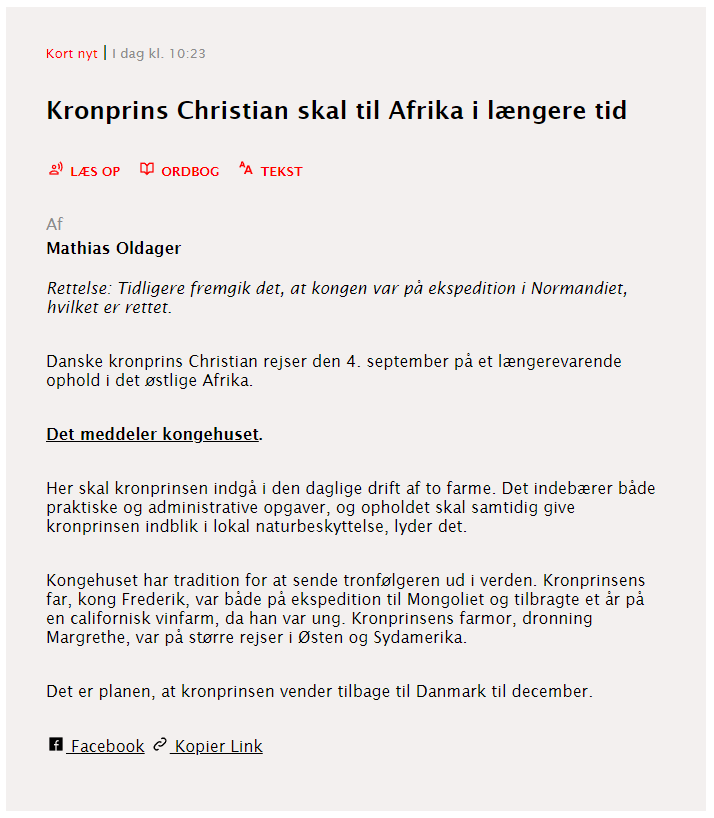 Kort nyt | I dag kl. 10:23
Kronprins Christian skal til Afrika i længere tid
LÆS OP ORDBOG TEKST
Af
Mathias Oldager
Rettelse: Tidligere fremgik det, at kongen var på ekspedition i Normandiet,
hvilket er rettet.
Danske kronprins Christian rejser den 4. september på et længerevarende
ophold i det østlige Afrika.
Det meddeler kongehuset.
Her skal kronprinsen indgå i den daglige drift af to farme. Det indebærer både
praktiske og administrative opgaver, og opholdet skal samtidig give
kronprinsen indblik i lokal naturbeskyttelse, lyder det.
Kongehuset har tradition for at sende tronfølgeren ud i verden. Kronprinsens
far, kong Frederik, var både på ekspedition til Mongoliet og tilbragte et år på
en californisk vinfarm, da han var ung. Kronprinsens farmor, dronning
Margrethe, var på større rejser i Østen og Sydamerika.
Det er planen, at kronprinsen vender tilbage til Danmark til december.
Facebook Kopier Link